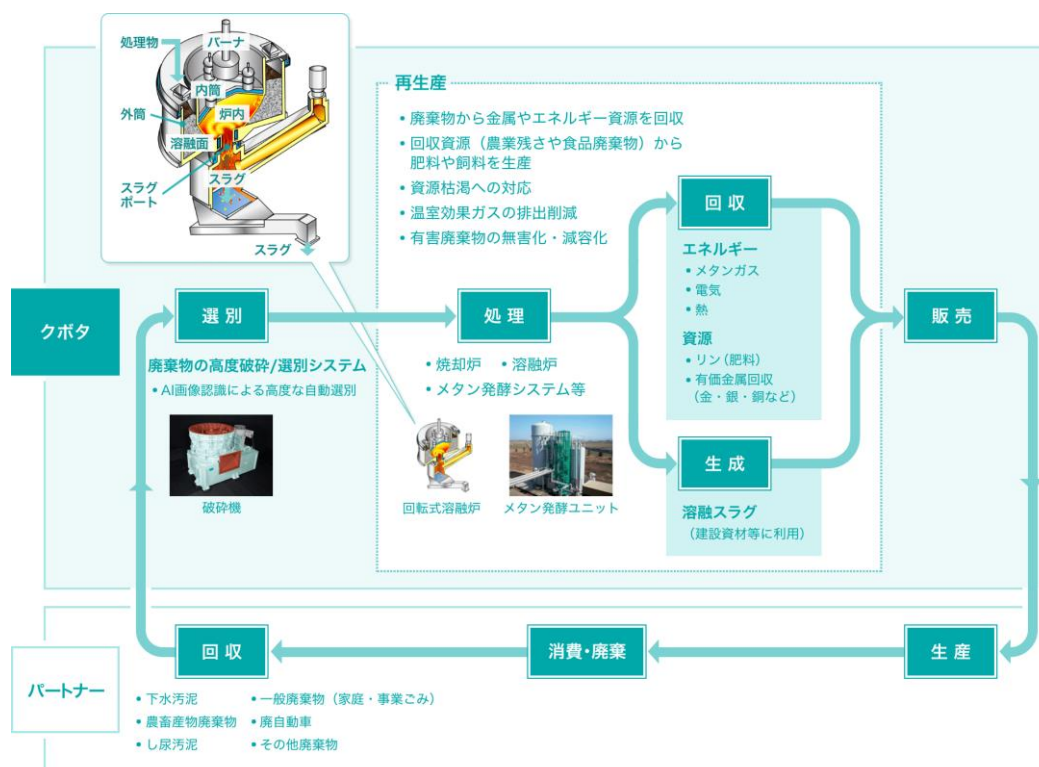 処理物
バーナ
内筒
外筒
炉内
溶融面
スラグ
スラグ
ポート
スラグ
再生産
• 廃棄物から金属やエネルギー資源を回収
• 回収資源（農業残さや食品廃棄物）から
肥料や飼料を生産
• 資源枯渇への対応
• 温室効果ガスの排出削減
• 有害廃棄物の無害化・減容化
クボタ
選別
廃棄物の高度破砕/選別システム
• AI画像認識による高度な自動選別
破砕機
処理
• 焼却炉 • 溶融炉
• メタン発酵システム等
回転式溶融炉
メタン発酵ユニット
回収
エネルギー
• メタンガス
• 電気
• 熱
資源
• リン（肥料）
• 有価金属回収
（金・銀・銅など）
生成
溶融スラグ
（建設資材等に利用）
販売
パートナー
回収
• 下水汚泥
• 農畜産物廃棄物
• し尿汚泥
• 一般廃棄物（家庭・事業ごみ）
• 廃自動車
• その他廃棄物
消費・廃棄
生産